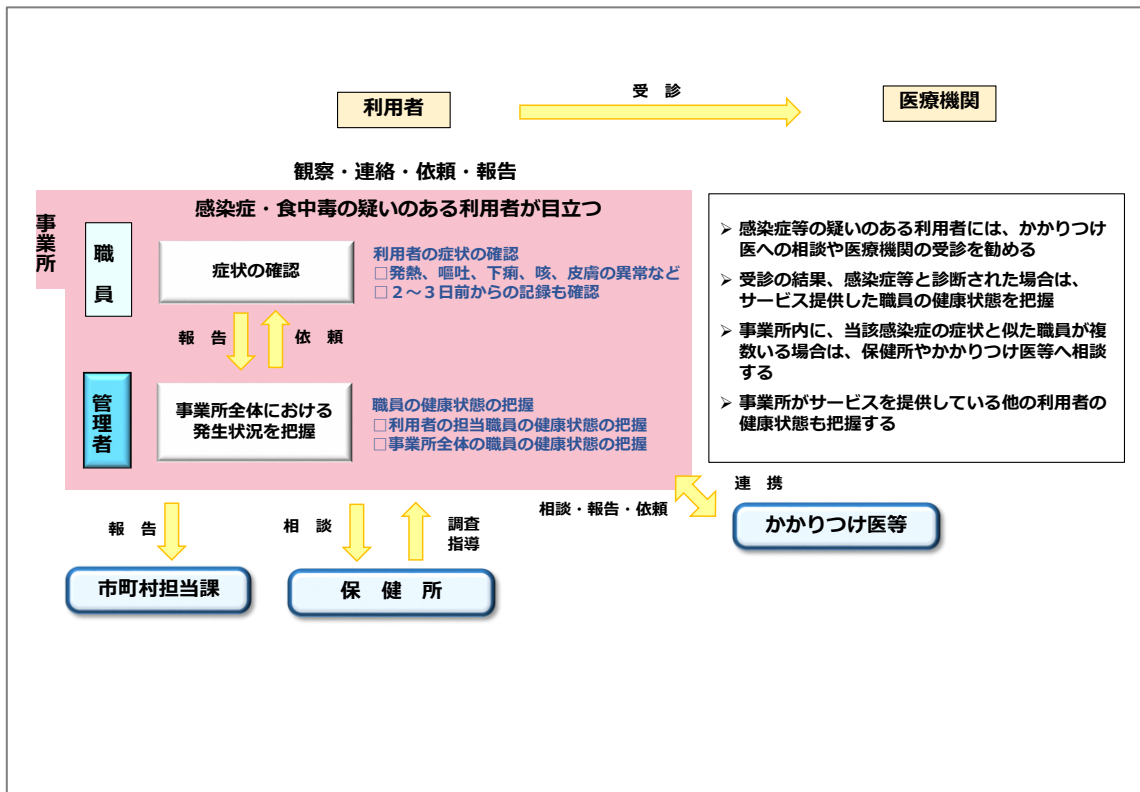 利用者
受　診
医療機関
観察・連絡・依頼・報告
事業所
感染症・食中毒の疑いのある利用者が目立つ
職員
症状の確認
利用者の症状の確認
□発熱、嘔吐、下痢、咳、皮膚の異常など
□２～３日前からの記録も確認
報　告
依　頼
管理者
事業所全体における
発生状況を把握
職員の健康状態の把握
□利用者の担当職員の健康状態の把握
□事業所全体の職員の健康状態の把握
➢ 感染症等の疑いのある利用者には、かかりつけ
医への相談や医療機関の受診を勧める
➢ 受診の結果、感染症等と診断された場合は、
サービス提供した職員の健康状態を把握
➢ 事業所内に、当該感染症の症状と似た職員が複
数いる場合は、保健所やかかりつけ医等へ相談
する
➢ 事業所がサービスを提供している他の利用者の
健康状態も把握する
報　告
相　談
調査
指導
相談・報告・依頼
連　携
かかりつけ医等
市町村担当課
保　健　所